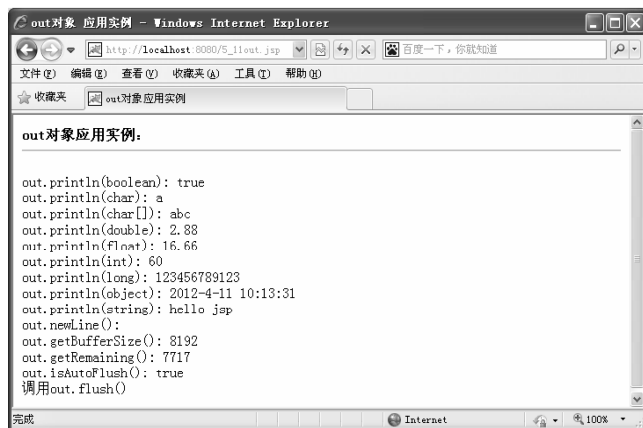 out对象 应用实例 - Windows Internet Explorer
http://localhost:8080/5_11out.jsp 百度一下，你就知道
文件(F) 编辑(E) 查看(V) 收藏夹(A) 工具(T) 帮助(H)
收藏夹 out对象应用实例
out对象应用实例：
out.println(boolean): true
out.println(char): a
out.println(char[]): abc
out.println(double): 2.88
out.println(float): 16.66
out.println(int): 60
out.println(long): 123456789123
out.println(object): 2012-4-11 10:13:31
out.println(string): hello jsp
out.newLine():
out.getBufferSize(): 8192
out.getRemaining(): 7717
out.isAutoFlush(): true
调用out.flush()
完成 Internet 100%